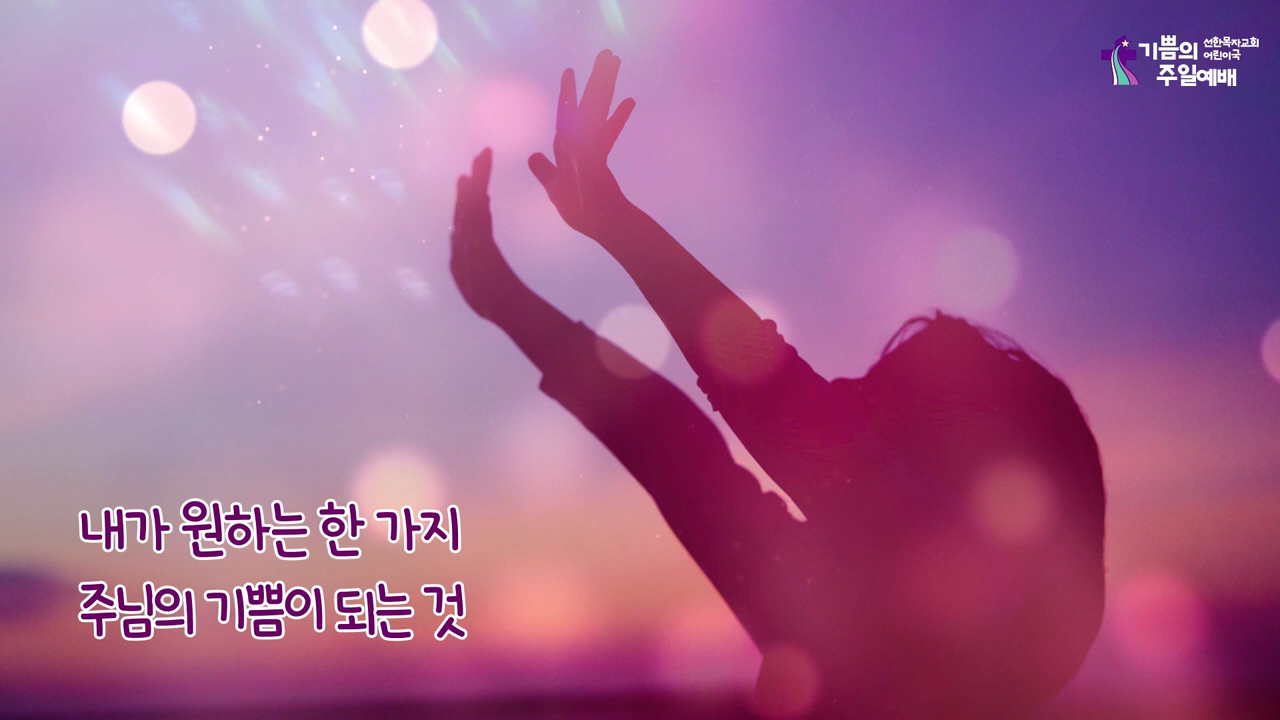 기쁨의
선한목자교회
어린이국
주일예배
내가 원하는 한 가지
주님의 기쁨이 되는 것